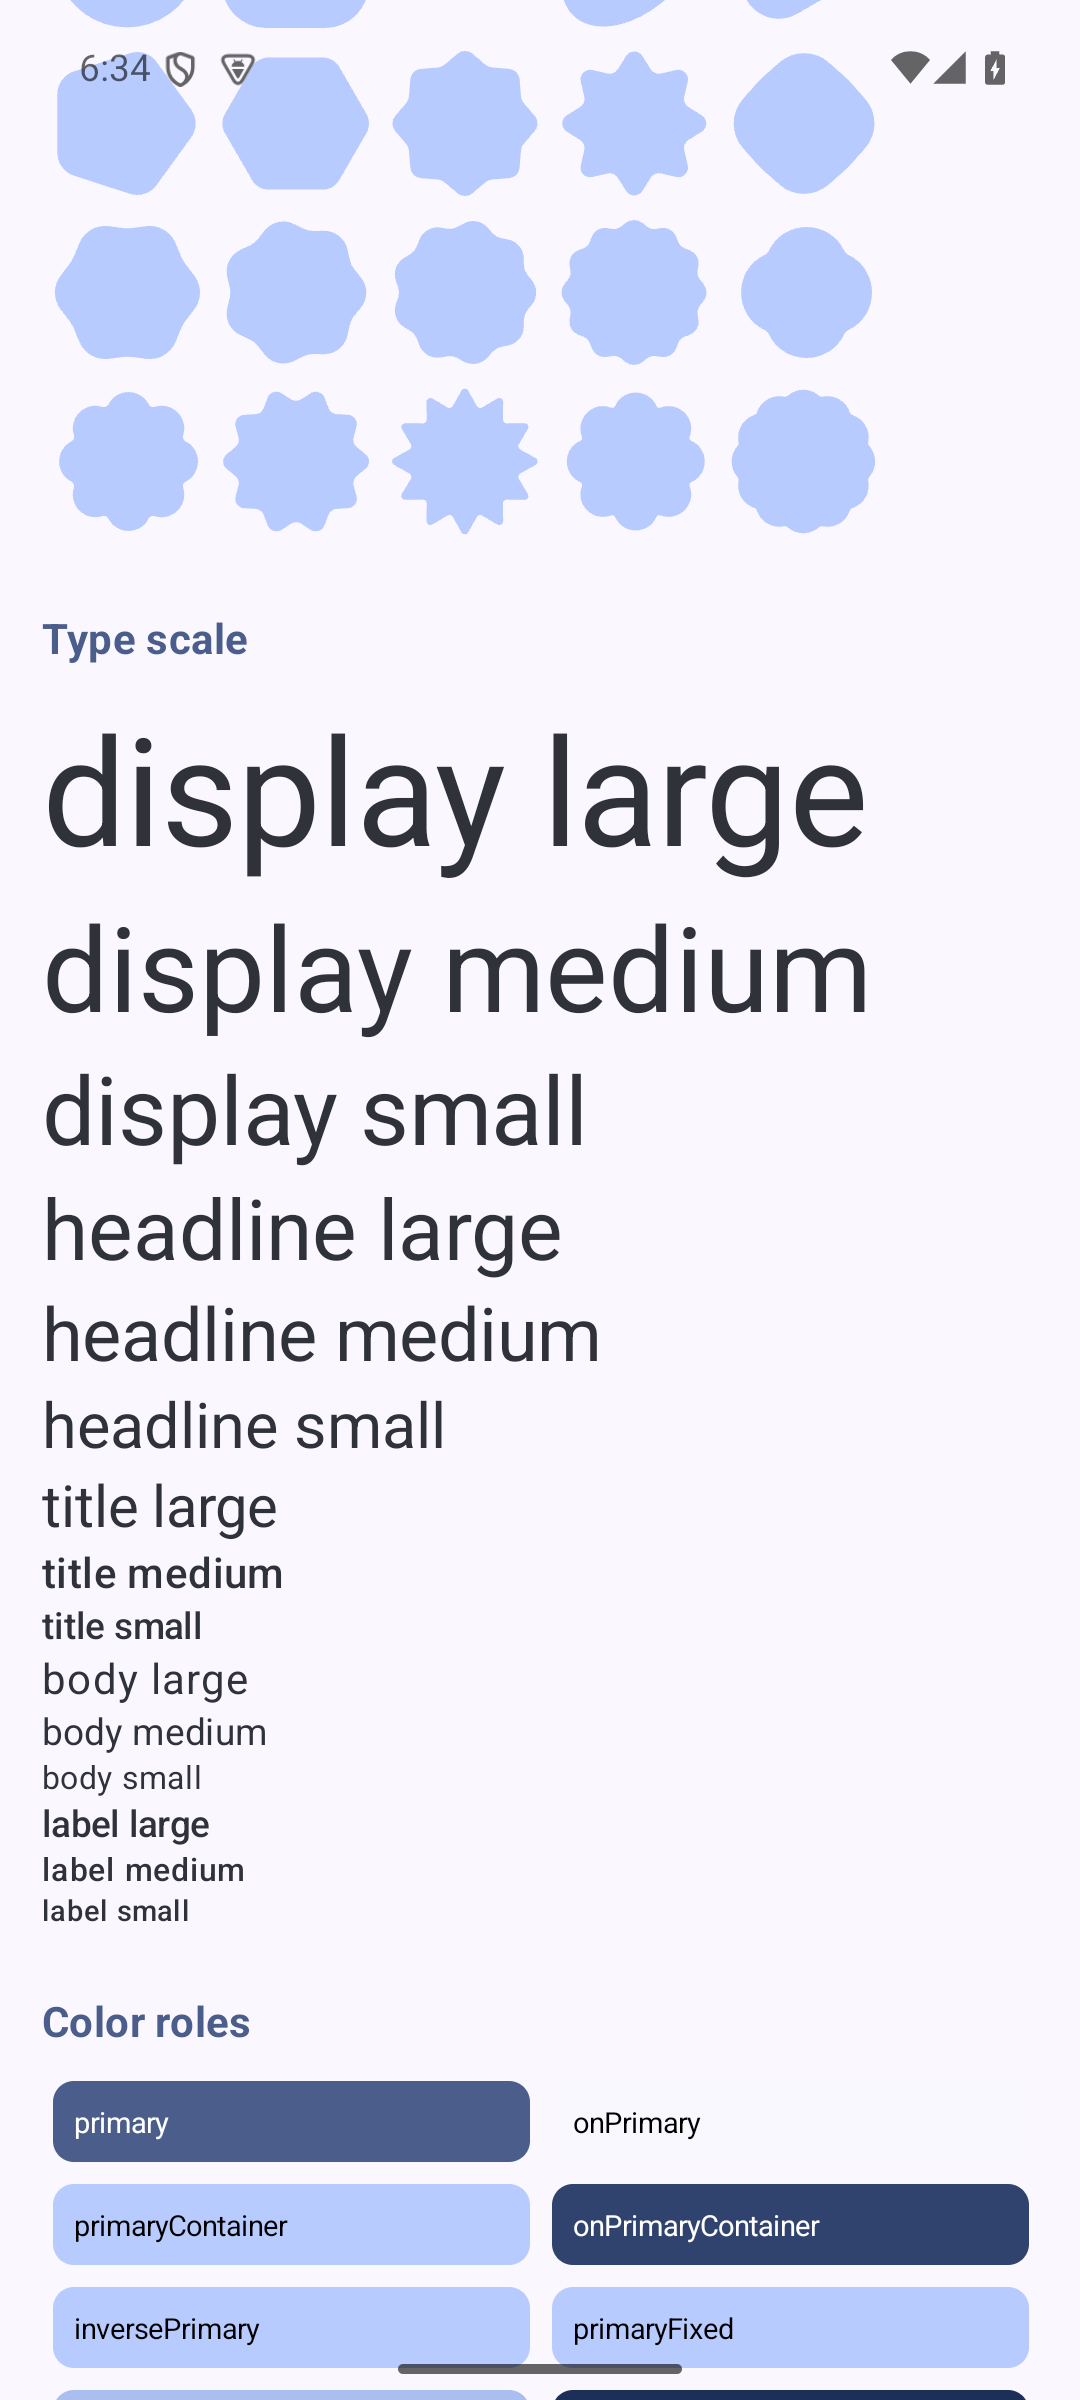 6:34
Type scale
display large
display medium
display small
headline large
headline medium
headline small
title large
title medium
title small
body large
body medium
body small
label large
label medium
label small
Color roles
primary
onPrimary
primaryContainer
onPrimaryContainer
inversePrimary
primaryFixed